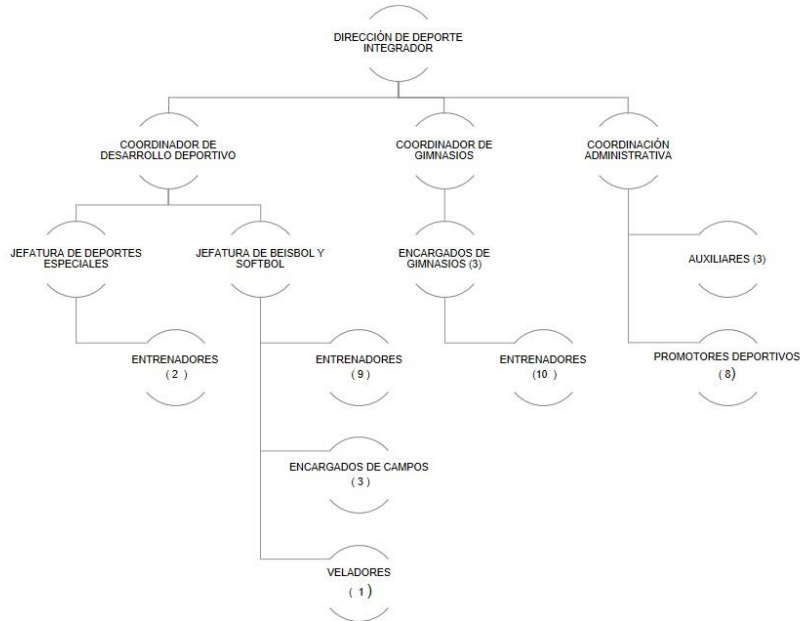 DIRECCIÓN DE DEPORTE
INTEGRADOR
COORDINADOR DE
DESARROLLO DEPORTIVO
COORDINADOR DE
GIMNASIOS
COORDINACIÓN
ADMINISTRATIVA
JEFATURA DE DEPORTES
ESPECIALES
JEFATURA DE BEISBOL Y
SOFTBOL
ENCARGADOS DE
GIMNASIOS (3)
AUXILIARES (3)
ENTRENADORES
( 2 )
ENTRENADORES
( 9 )
ENTRENADORES
(10 )
PROMOTORES DEPORTIVOS
( 8)
ENCARGADOS DE CAMPOS
( 3 )
VELADORES
( 1 )